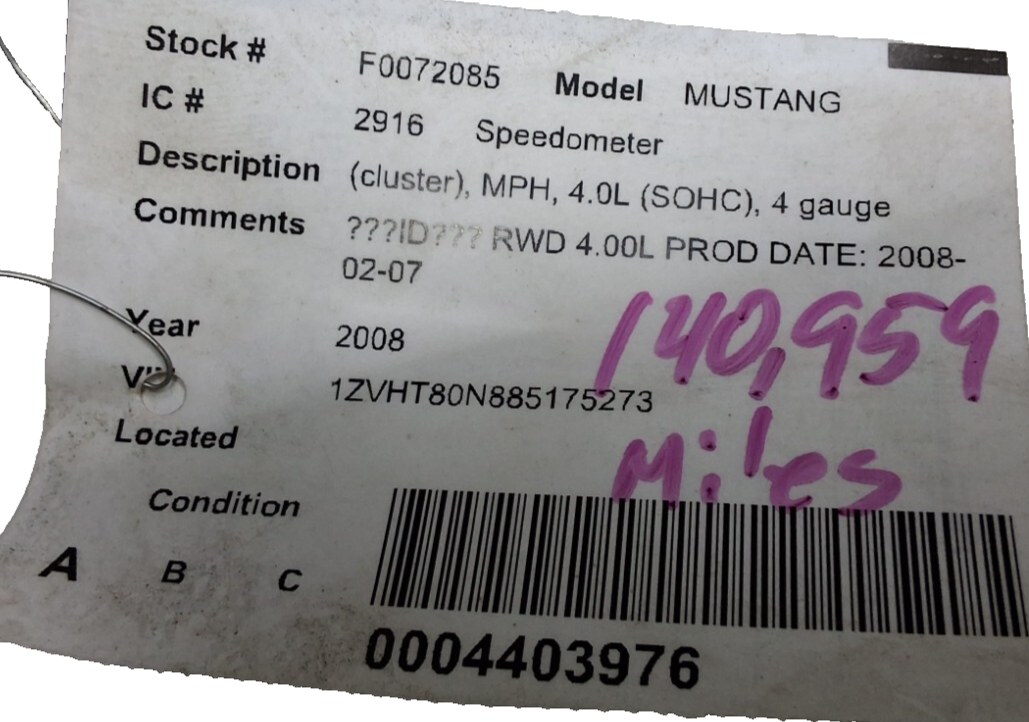 Stock # F0072085 Model MUSTANG
IC # 2916 Speedometer
Description (cluster), MPH, 4.0L (SOHC), 4 gauge
Comments ???ID??? RWD 4.00L PROD DATE: 2008-
02-07
140,959
Year 2008
1ZVHT80N885175273
Miles
Located
Condition
A B C
0004403976